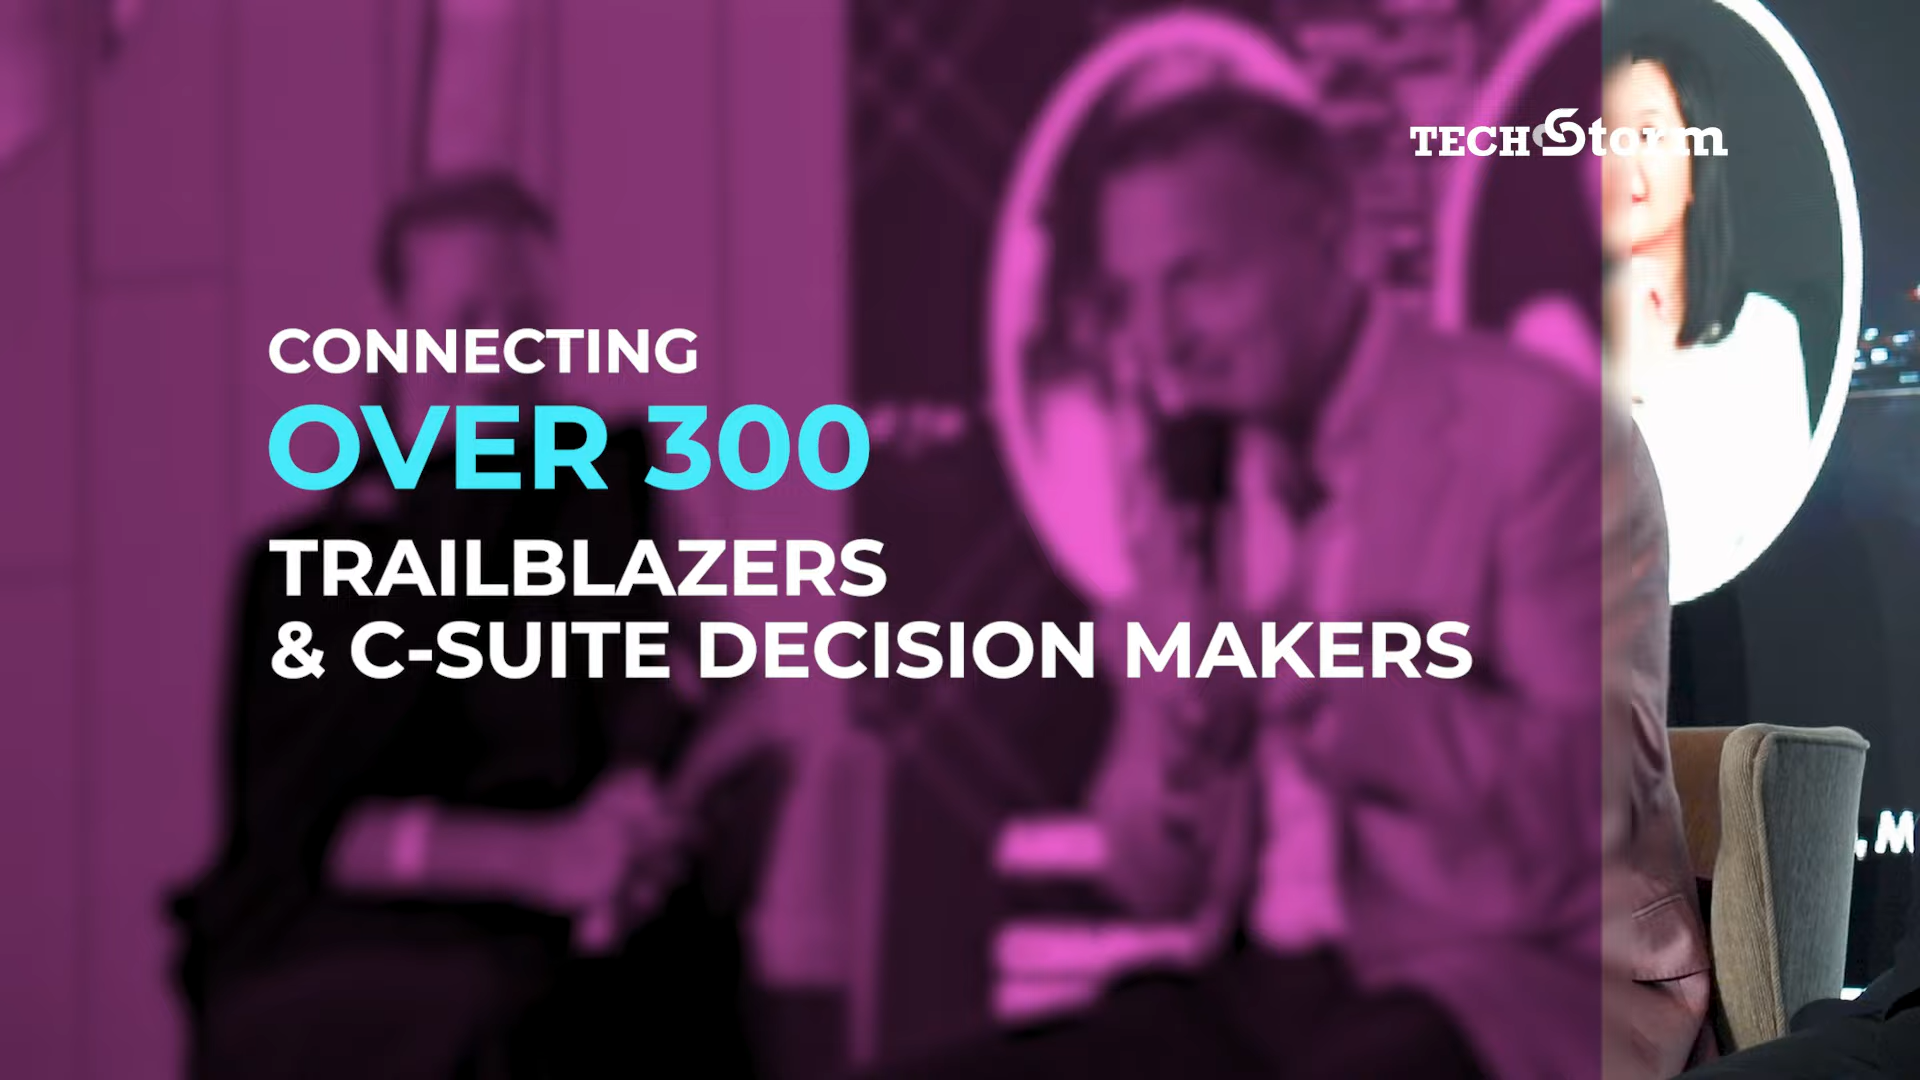 TECHStorm
CONNECTING
OVER 300
TRAILBLAZERS
& C-SUITE DECISION MAKERS
, M